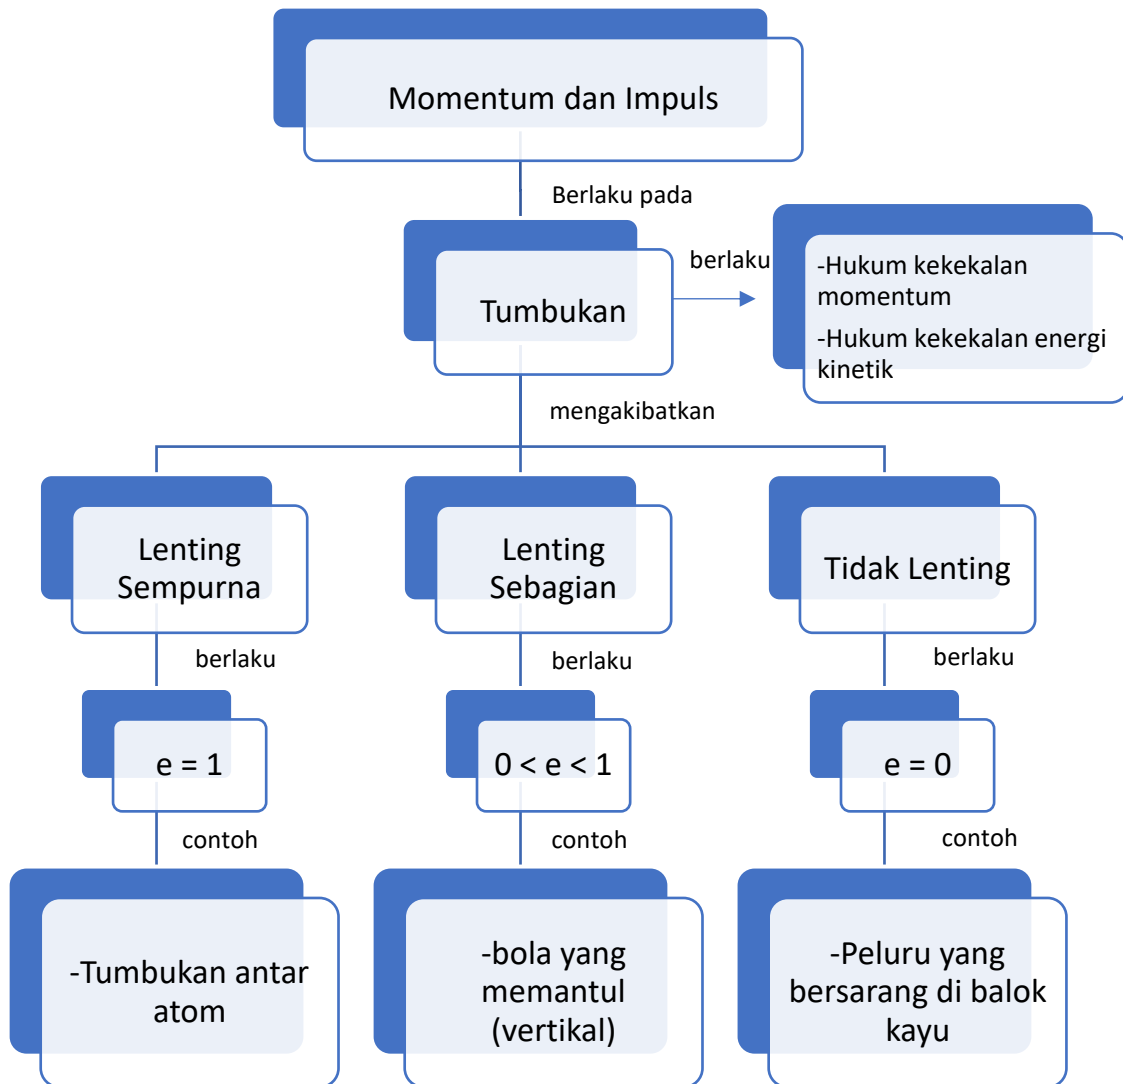 Momentum dan Impuls
Berlaku pada
Tumbukan
berlaku
-Hukum kekekalan
momentum
-Hukum kekekalan energi
kinetik
mengakibatkan
Lenting
Sempurna
Lenting
Sebagian
Tidak Lenting
berlaku
berlaku
berlaku
e = 1
0 < e < 1
e = 0
contoh
contoh
contoh
-Tumbukan antar
atom
-bola yang
memantul
(vertikal)
-Peluru yang
bersarang di balok
kayu